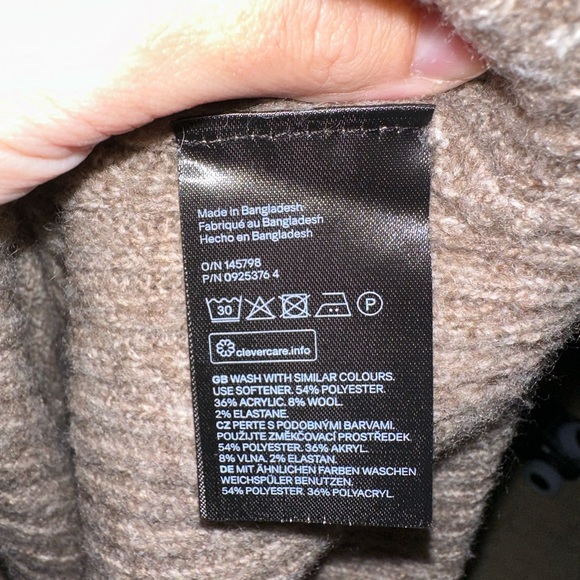 Made in Bangladesh
Fabriqué au Bangladesh
Hecho en Bangladesh
O/N 145798
P/N 0925376 4
30
P
clevercare.info
GB WASH WITH SIMILAR COLOURS.
USE SOFTENER. 54% POLYESTER.
36% ACRYLIC. 8% WOOL.
2% ELASTANE.
CZ PERTE S PODOBNÝMI BARVAMI.
POUŽIJTE ZMĚKČOVACÍ PROSTŘEDEK.
54% POLYESTER. 36% AKRYL.
8% VLNA. 2% ELASTAN.
DE MIT ÄHNLICHEN FARBEN WASCHEN
WEICHSPÜLER BENUTZEN.
54% POLYESTER. 36% POLYACRYL.